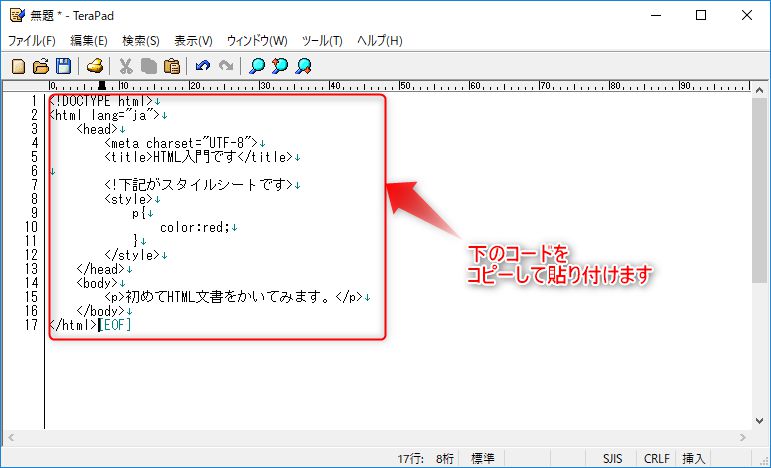 無題 * - TeraPad
ファイル(F) 編集(E) 検索(S) 表示(V) ウィンドウ(W) ツール(T) ヘルプ(H)
0 10 20 30 40 50 60 70 80 90
1 <!DOCTYPE html>↓
2 <html lang="ja">↓
3 <head>↓
4 <meta charset="UTF-8">↓
5 <title>HTML入門です</title>↓
6 ↓
7 <!下記がスタイルシートです>↓
8 <style>↓
9 p{↓
10 color:red;↓
11 }↓
12 </style>↓
13 </head>↓
14 <body>↓
15 <p>初めてHTML文書をかいてみます。</p>↓
16 </body>↓
17 </html>[EOF]
下のコードを
コピーして貼り付けます
17行: 8桁 標準 SJIS CRLF 挿入